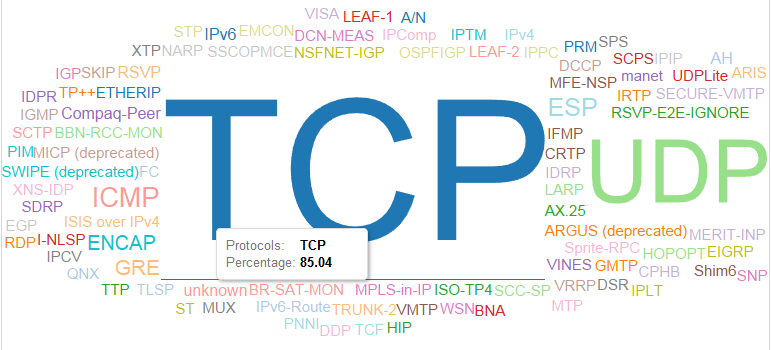 VISA LEAF-1 A/N
STP IPv6 EMCON DCN-MEAS IPComp IPTM IPv4
XTP NARP SSCOPMCE NSFNET-IGP OSPFIGP LEAF-2 IPPC PRM SPS
DCCP SCPS IPIP AH
IGP SKIP RSVP MFE-NSP manet UDPLite ARIS
IDPR TP++ ETHERIP IRTP SECURE-VMTP
IGMP Compaq-Peer ESP RSVP-E2E-IGNORE
SCTP BBN-RCC-MON IFMP
PIM MICP (deprecated) CRTP
SWIPE (deprecated) FC TCP IDRP UDP
XNS-IDP ICMP LARP
SDRP AX.25
EGP ISIS over IPv4 ARGUS (deprecated) MERIT-INP
RDP I-NLSP ENCAP Sprite-RPC HOPOPT EIGRP
Protocols: TCP
Percentage: 85.04
IPCV GRE VINES GMTP CPHB Shim6 SNP
QNX
TTP TLSP unknown BR-SAT-MON MPLS-in-IP ISO-TP4 SCC-SP VRRP DSR IPLT
ST MUX IPv6-Route TRUNK-2 VMTP WSN BNA MTP
PNNI DDP TCF HIP